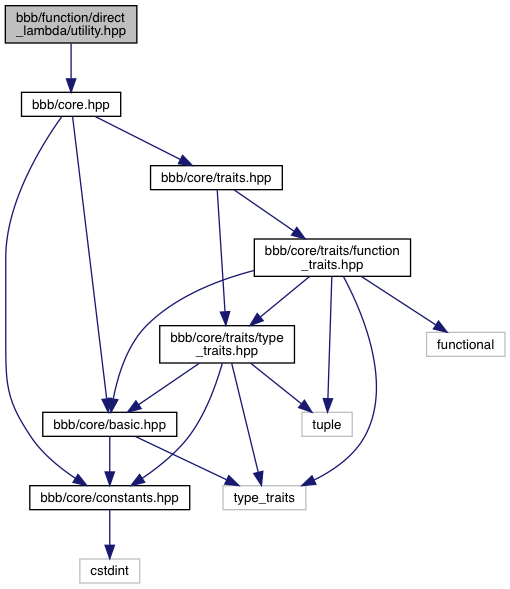 bbb/function/direct
_lambda/utility.hpp
bbb/core.hpp
bbb/core/traits.hpp
bbb/core/traits/function
_traits.hpp
functional
bbb/core/traits/type
_traits.hpp
bbb/core/basic.hpp
tuple
bbb/core/constants.hpp
type_traits
cstdint